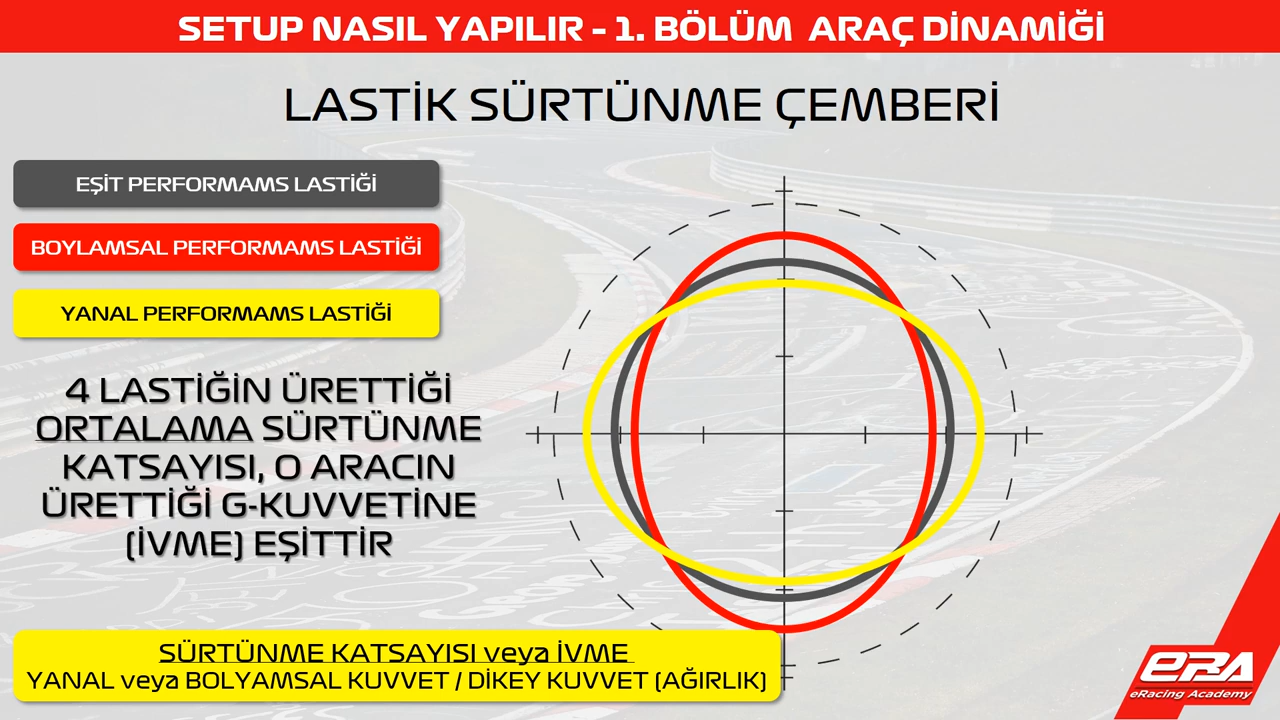 SETUP NASIL YAPILIR - 1. BÖLÜM ARAÇ DİNAMİĞİ
LASTİK SÜRTÜNME ÇEMBERİ
EŞİT PERFORMAMS LASTİĞİ
BOYLAMSAL PERFORMAMS LASTİĞİ
YANAL PERFORMAMS LASTİĞİ
4 LASTİĞİN ÜRETTİĞİ
ORTALAMA SÜRTÜNME
KATSAYISI, O ARACIN
ÜRETTİĞİ G-KUVVETİNE
(İVME) EŞİTTİR
SÜRTÜNME KATSAYISI veya İVME
YANAL veya BOLYAMSAL KUVVET / DİKEY KUVVET (AĞIRLIK)
eRA
eRacing Academy